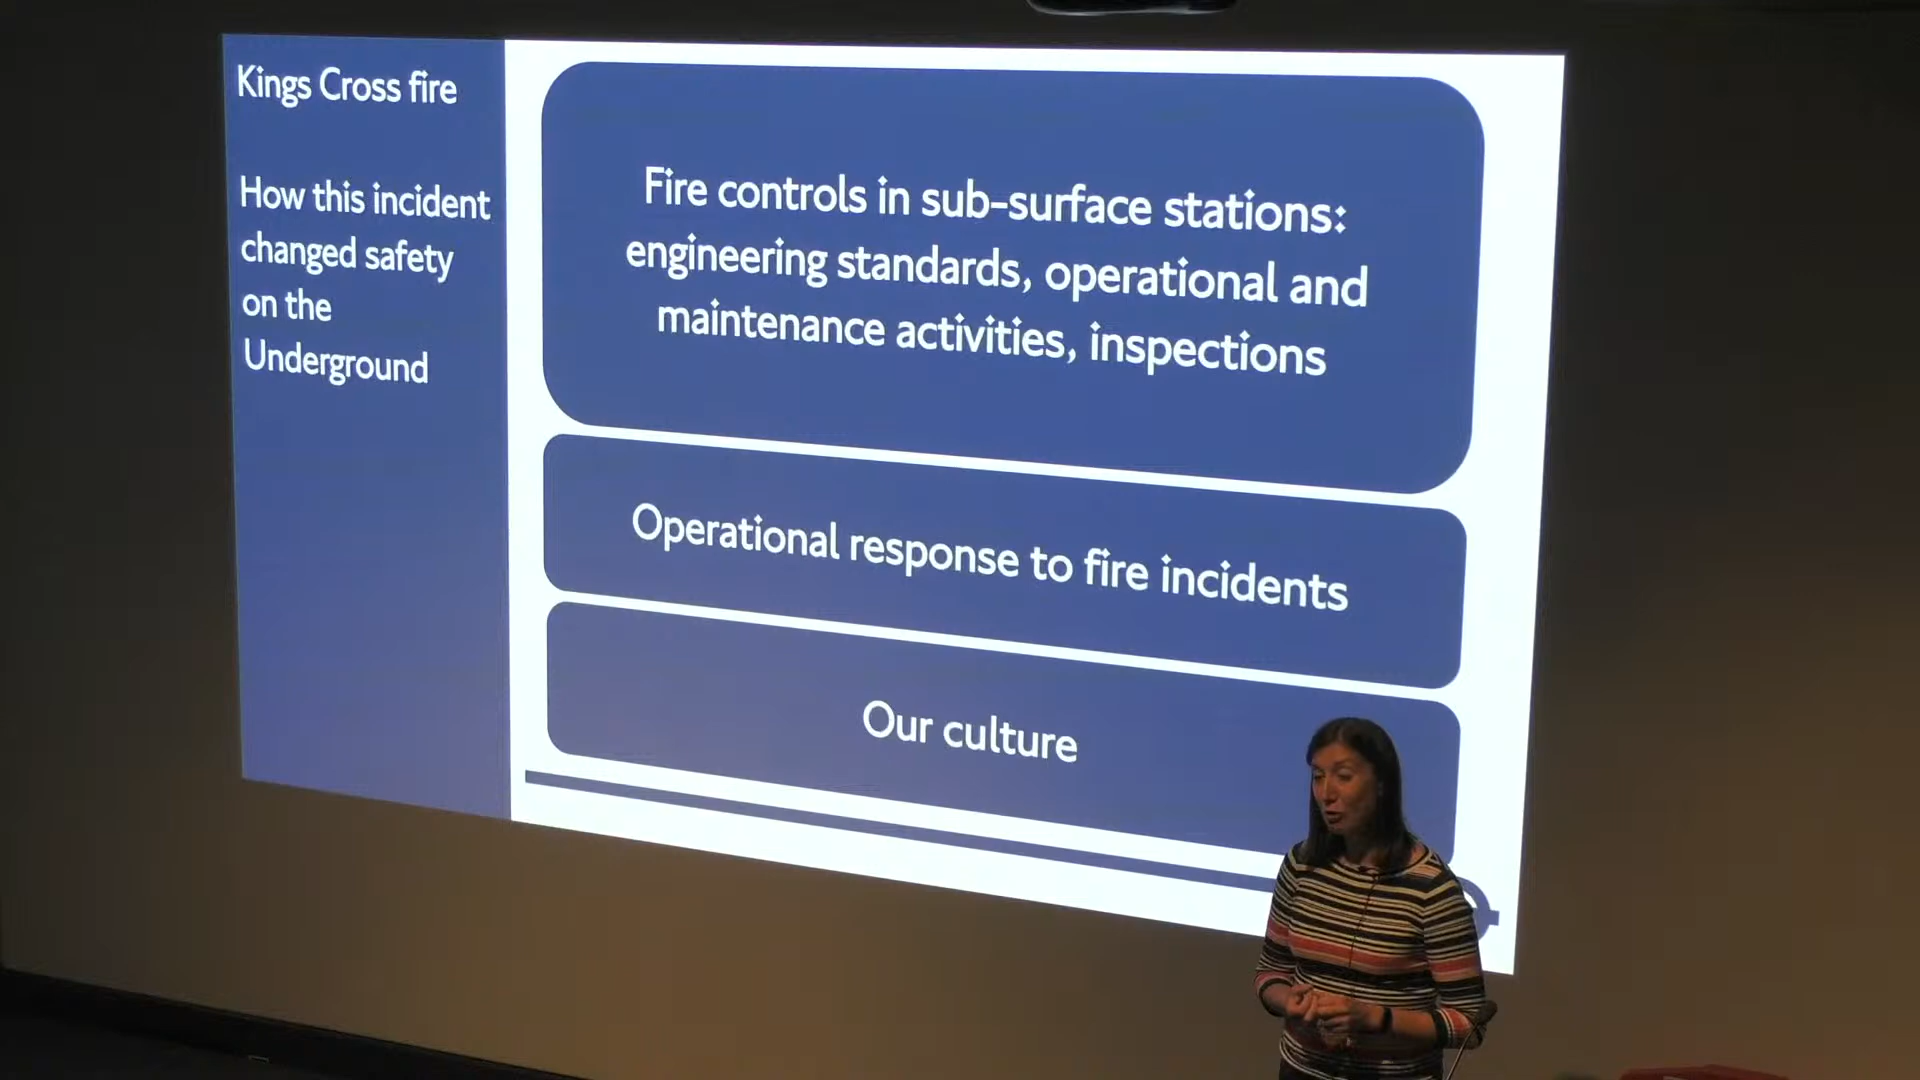 Kings Cross fire
How this incident
changed safety
on the
Underground
Fire controls in sub-surface stations:
engineering standards, operational and
maintenance activities, inspections
Operational response to fire incidents
Our culture